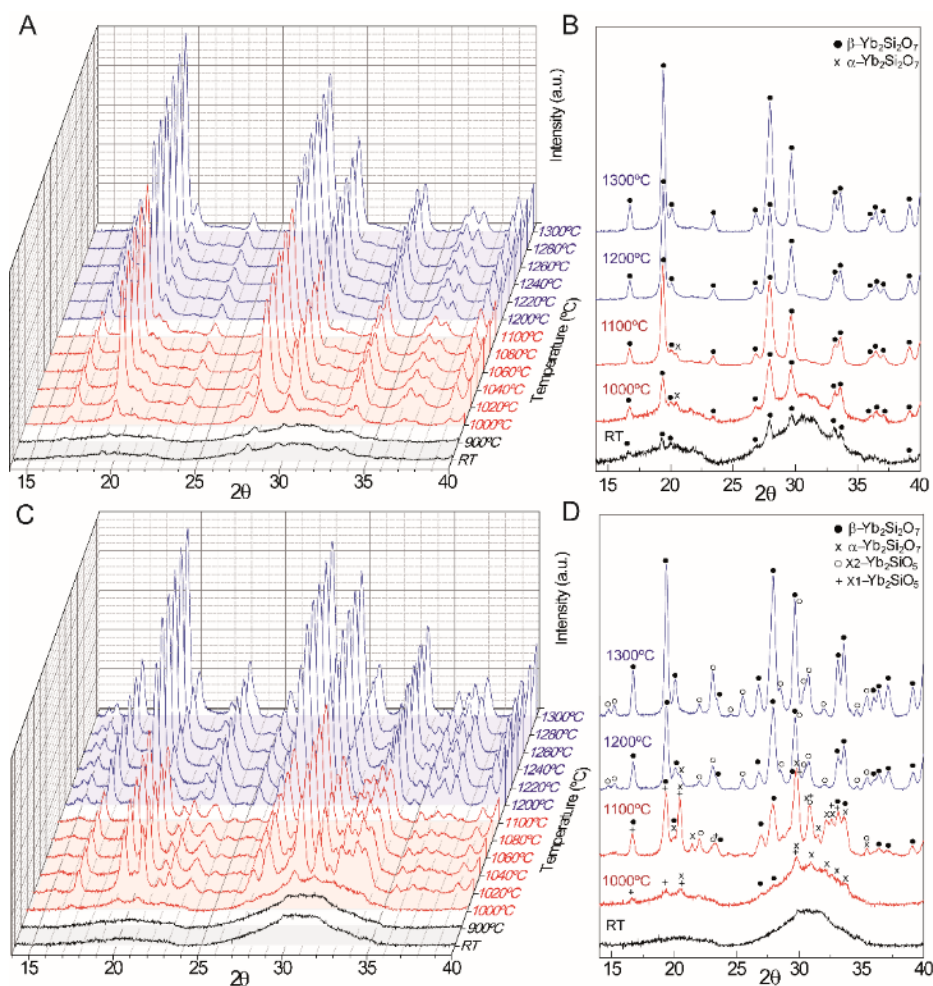 A
Intensity (a.u.)
1300ºC
1280ºC
1260ºC
1240ºC
1220ºC
1200ºC
1100ºC
1080ºC
1060ºC
1040ºC
1020ºC
1000ºC
900ºC
RT
Temperature (ºC)
15 20 25 30 35 40
2θ
B
● β–Yb₂Si₂O₇
x α–Yb₂Si₂O₇
1300ºC
1200ºC
1100ºC
x
1000ºC
x
RT
15 20 25 30 35 40
2θ
C
Intensity (a.u.)
1300ºC
1280ºC
1260ºC
1240ºC
1220ºC
1200ºC
1100ºC
1080ºC
1060ºC
1040ºC
1020ºC
1000ºC
900ºC
RT
Temperature (ºC)
15 20 25 30 35 40
2θ
D
● β–Yb₂Si₂O₇
x α–Yb₂Si₂O₇
○ X2–Yb₂SiO₅
+ X1–Yb₂SiO₅
1300ºC
1200ºC
1100ºC
1000ºC
RT
15 20 25 30 35 40
2θ